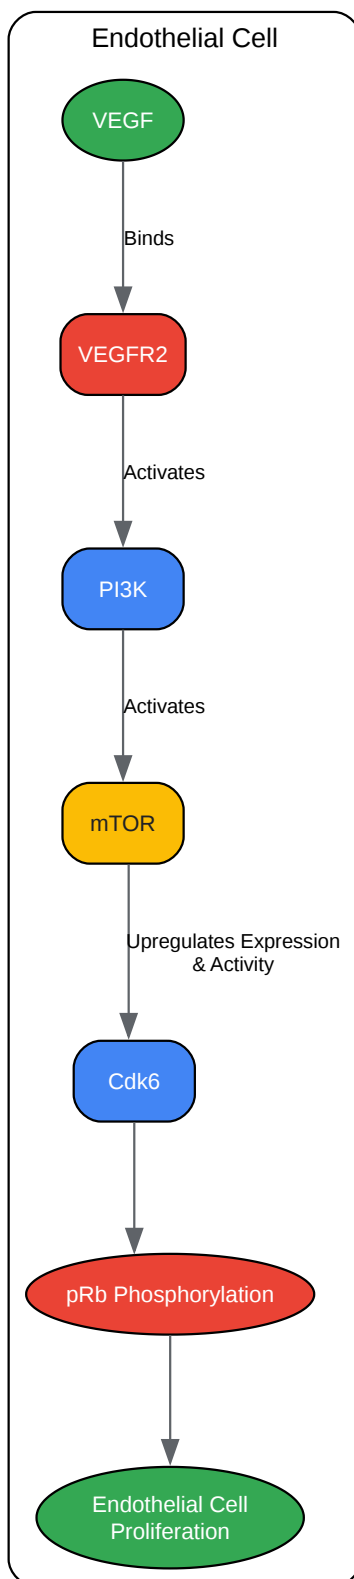 Endothelial Cell
VEGF
Binds
VEGFR2
Activates
PI3K
Activates
mTOR
Upregulates Expression
& Activity
Cdk6
pRb Phosphorylation
Endothelial Cell
Proliferation